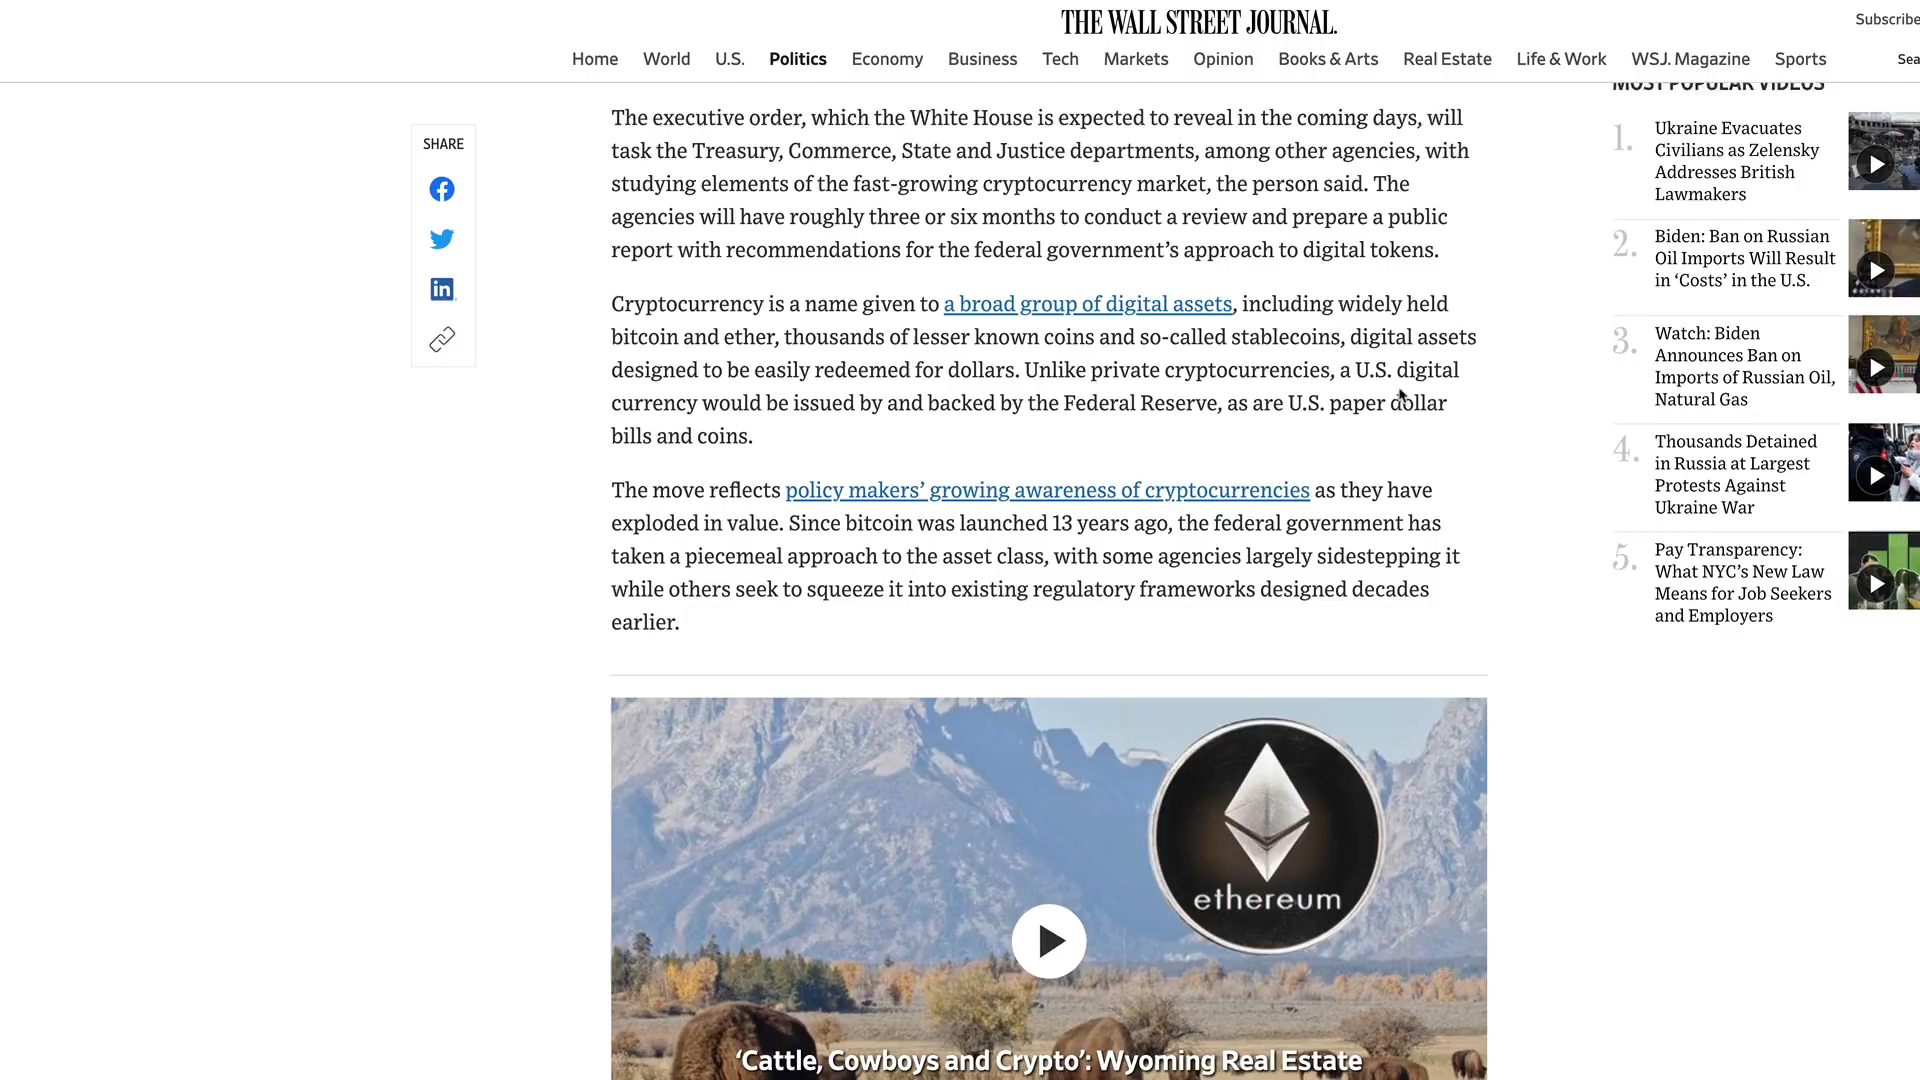 THE WALL STREET JOURNAL.
Subscribe
Home World U.S. Politics Economy Business Tech Markets Opinion Books & Arts Real Estate Life & Work WSJ. Magazine Sports
SHARE
The executive order, which the White House is expected to reveal in the coming days, will
task the Treasury, Commerce, State and Justice departments, among other agencies, with
studying elements of the fast-growing cryptocurrency market, the person said. The
agencies will have roughly three or six months to conduct a review and prepare a public
report with recommendations for the federal government’s approach to digital tokens.
Cryptocurrency is a name given to a broad group of digital assets, including widely held
bitcoin and ether, thousands of lesser known coins and so-called stablecoins, digital assets
designed to be easily redeemed for dollars. Unlike private cryptocurrencies, a U.S. digital
currency would be issued by and backed by the Federal Reserve, as are U.S. paper dollar
bills and coins.
The move reflects policy makers’ growing awareness of cryptocurrencies as they have
exploded in value. Since bitcoin was launched 13 years ago, the federal government has
taken a piecemeal approach to the asset class, with some agencies largely sidestepping it
while others seek to squeeze it into existing regulatory frameworks designed decades
earlier.
ethereum
‘Cattle, Cowboys and Crypto’: Wyoming Real Estate
MOST POPULAR VIDEOS
1. Ukraine Evacuates
Civilians as Zelensky
Addresses British
Lawmakers
2. Biden: Ban on Russian
Oil Imports Will Result
in ‘Costs’ in the U.S.
3. Watch: Biden
Announces Ban on
Imports of Russian Oil,
Natural Gas
4. Thousands Detained
in Russia at Largest
Protests Against
Ukraine War
5. Pay Transparency:
What NYC’s New Law
Means for Job Seekers
and Employers